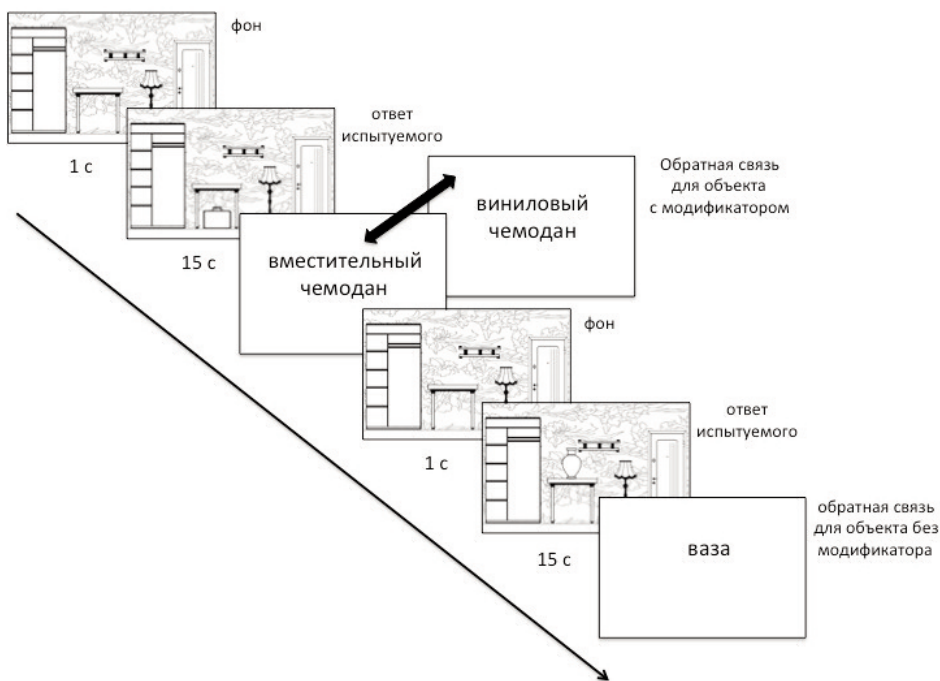 фон
ответ
испытуемого
1 с
Обратная связь
для объекта
с модификатором
виниловый
чемодан
15 с
вместительный
чемодан
фон
ответ
испытуемого
1 с
обратная связь
для объекта без
модификатора
ваза
15 с